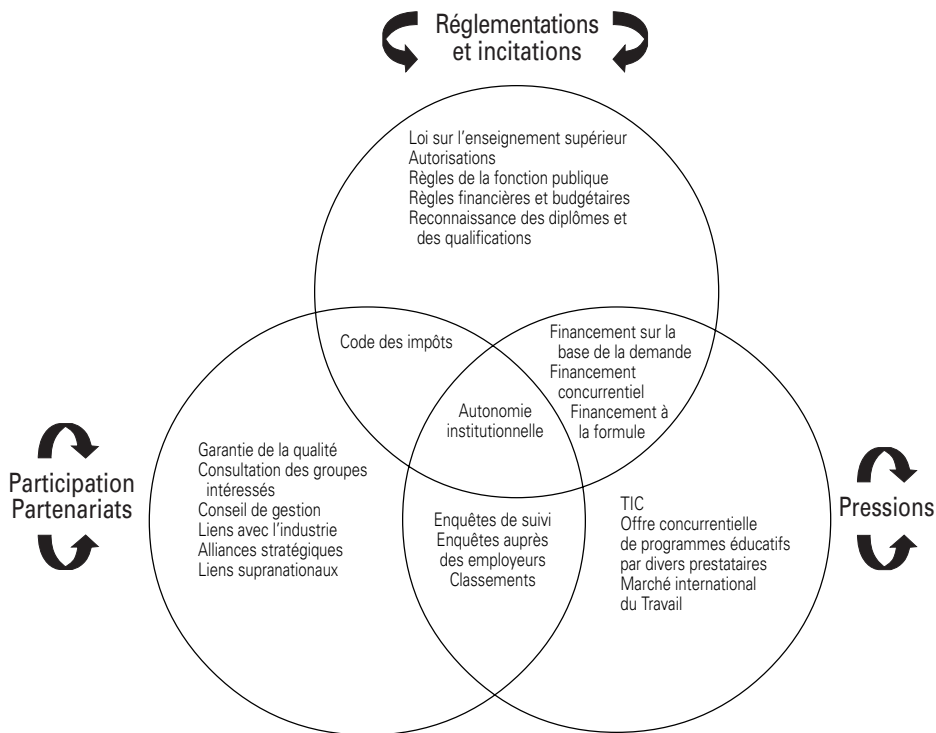 Réglementations
et incitations
Loi sur l'enseignement supérieur
Autorisations
Règles de la fonction publique
Règles financières et budgétaires
Reconnaissance des diplômes et
des qualifications
Code des impôts
Financement sur la
base de la demande
Financement
concurrentiel
Financement à
la formule
Autonomie
institutionnelle
Participation
Partenariats
Garantie de la qualité
Consultation des groupes
intéressés
Conseil de gestion
Liens avec l'industrie
Alliances stratégiques
Liens supranationaux
Enquêtes de suivi
Enquêtes auprès
des employeurs
Classements
TIC
Offre concurrentielle
de programmes éducatifs
par divers prestataires
Marché international
du Travail
Pressions